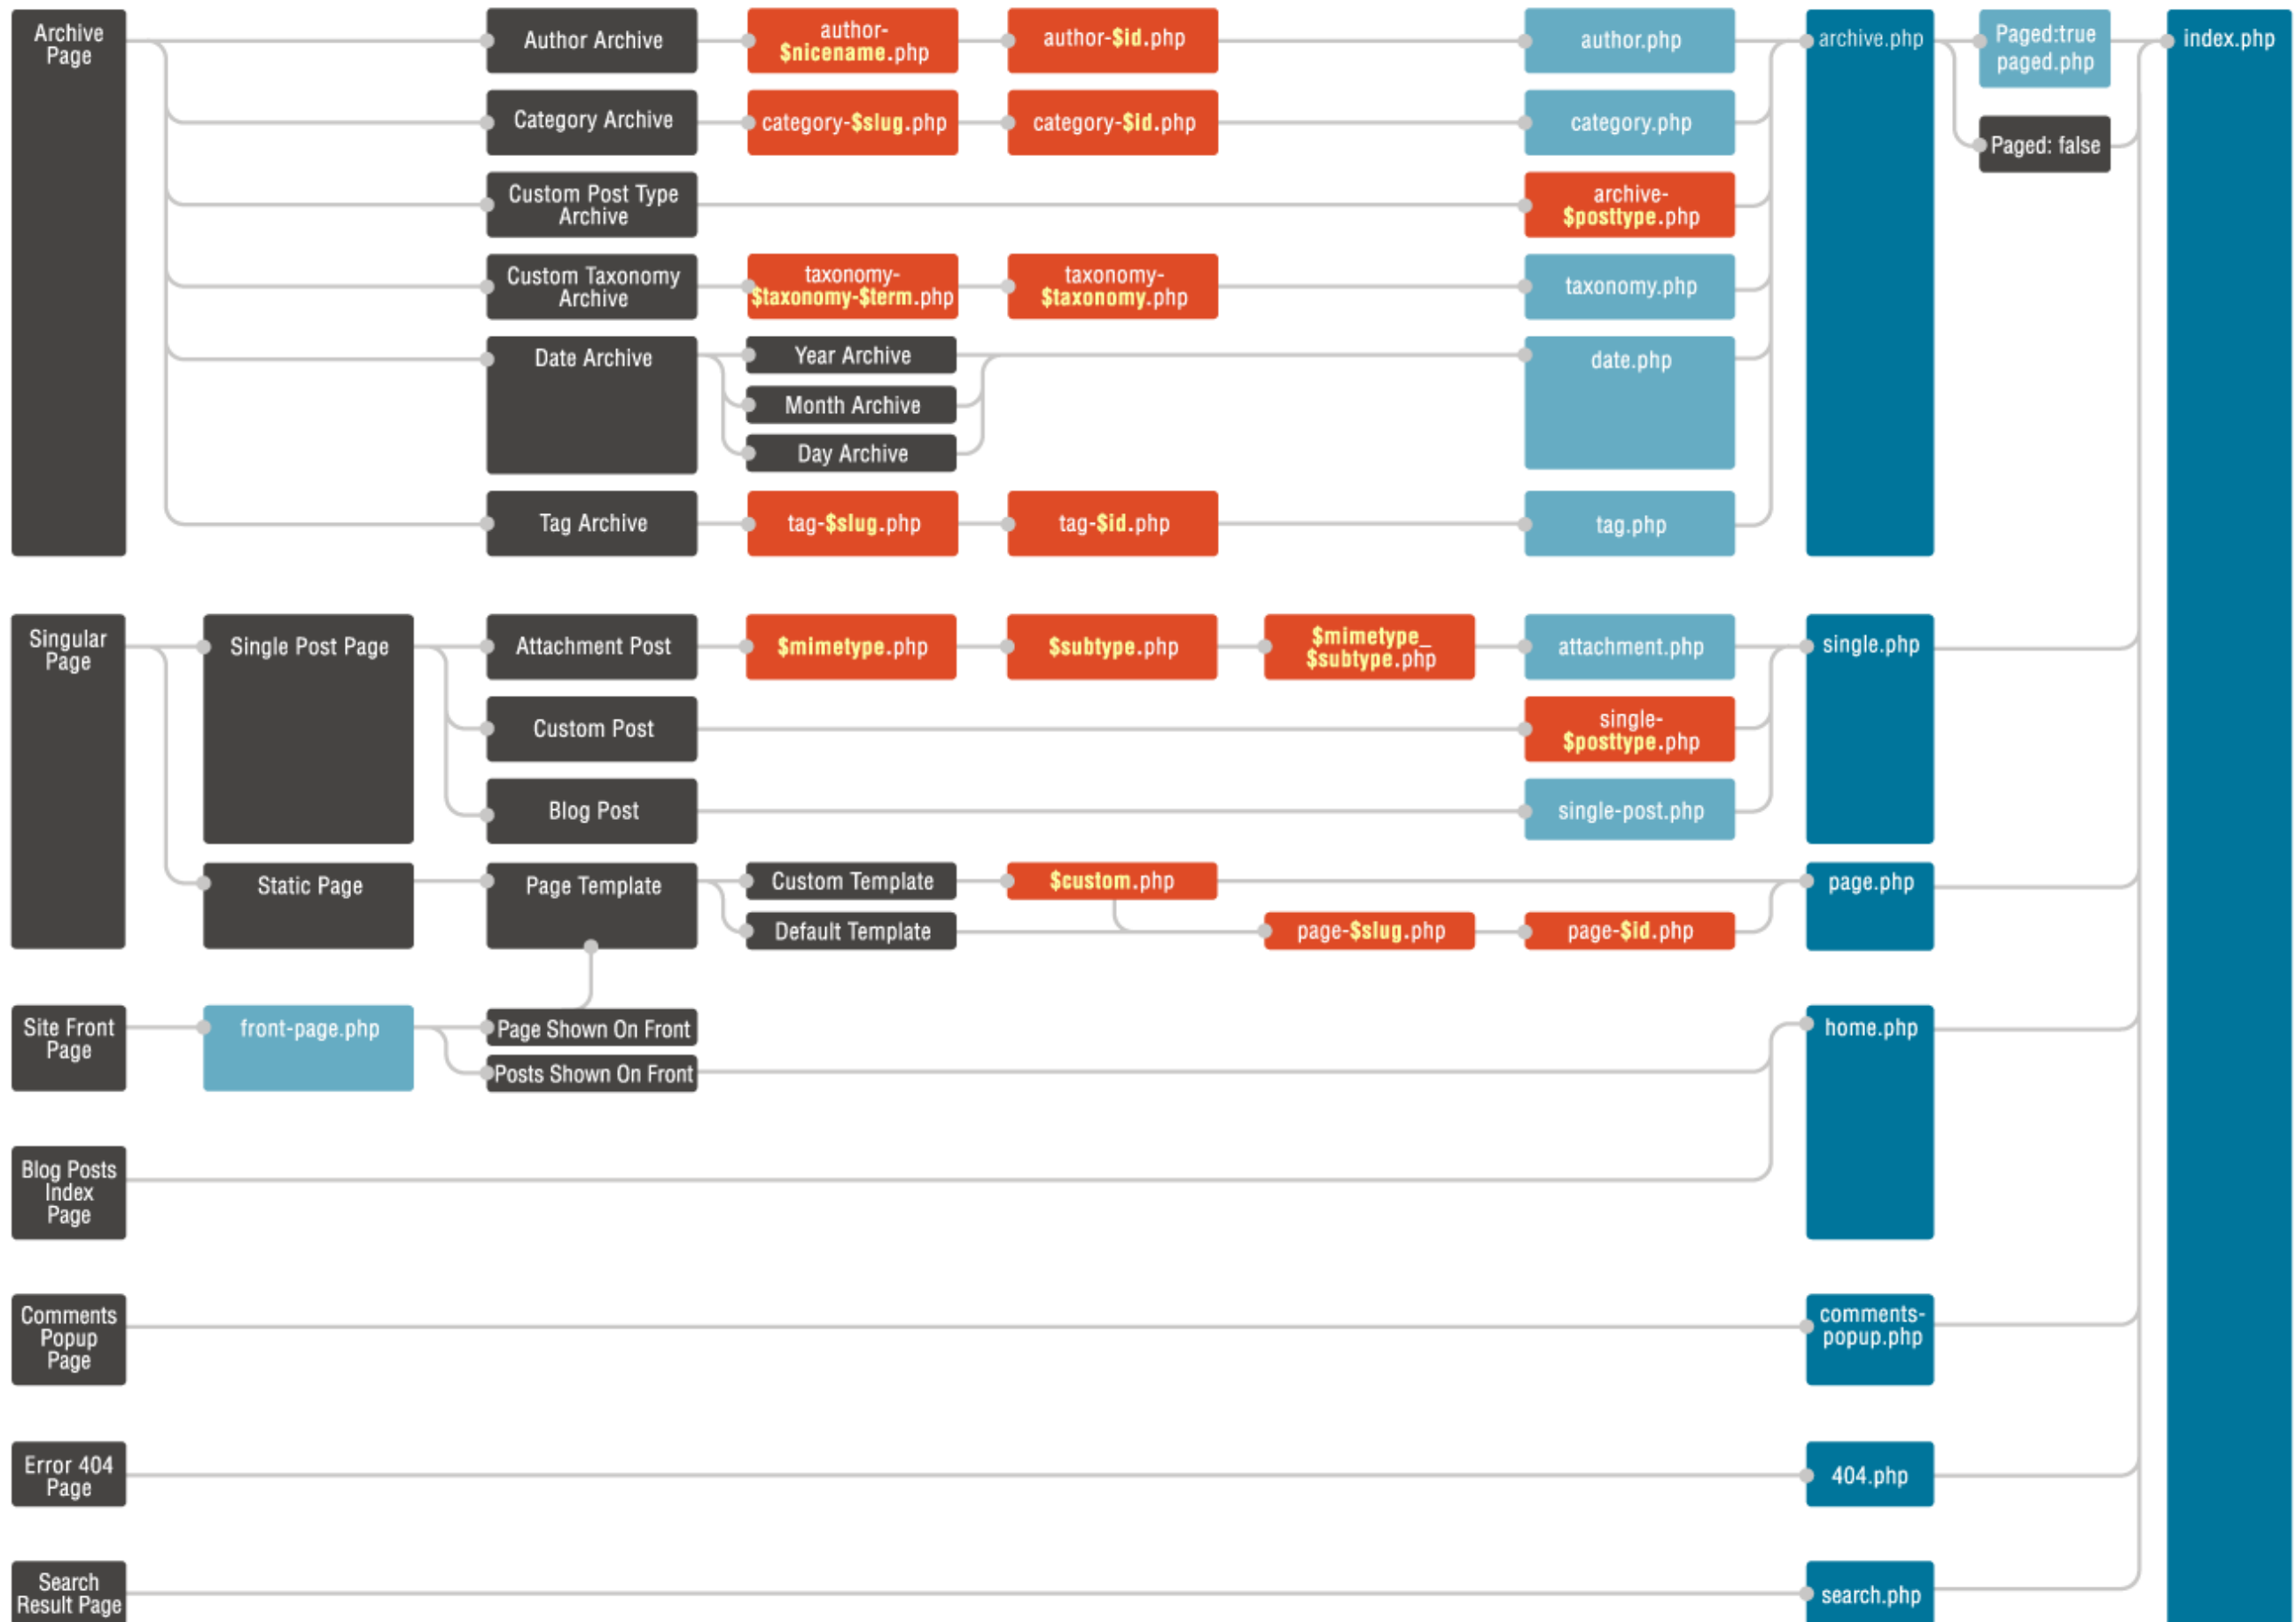 Archive
Page
Author Archive
author-
$nicename.php
author-$id.php
author.php
archive.php
Paged:true
paged.php
index.php
Category Archive
category-$slug.php
category-$id.php
category.php
Paged: false
Custom Post Type
Archive
archive-
$posttype.php
Custom Taxonomy
Archive
taxonomy-
$taxonomy-$term.php
taxonomy-
$taxonomy.php
taxonomy.php
Date Archive
Year Archive
Month Archive
Day Archive
date.php
Tag Archive
tag-$slug.php
tag-$id.php
tag.php
Singular
Page
Single Post Page
Attachment Post
$mimetype.php
$subtype.php
$mimetype_
$subtype.php
attachment.php
single.php
Custom Post
single-
$posttype.php
Blog Post
single-post.php
Static Page
Page Template
Custom Template
$custom.php
page.php
Default Template
page-$slug.php
page-$id.php
Site Front
Page
front-page.php
Page Shown On Front
Posts Shown On Front
home.php
Blog Posts
Index
Page
Comments
Popup
Page
comments-
popup.php
Error 404
Page
404.php
Search
Result Page
search.php